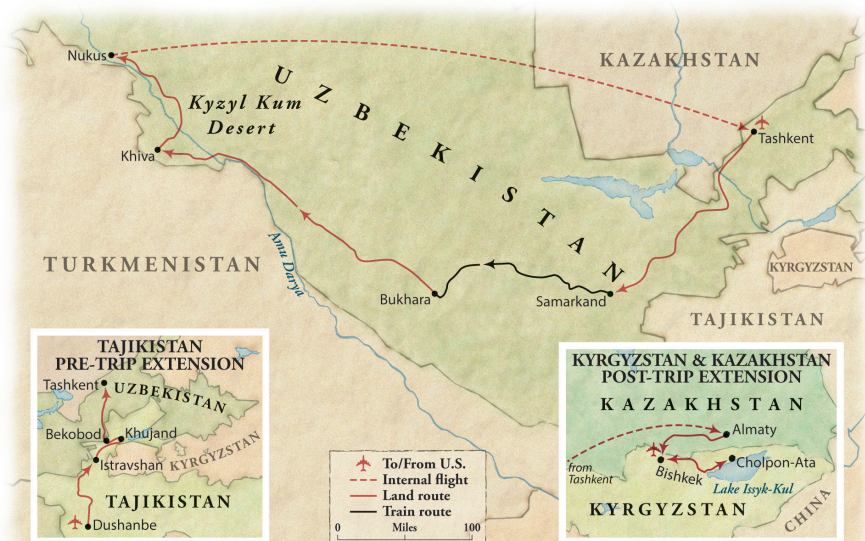 Nukus
KAZAKHSTAN
UZBEKISTAN
Kyzyl Kum
Desert
Tashkent
Khiva
Amu Darya
TURKMENISTAN
KYRGYZSTAN
Bukhara
Samarkand
TAJIKISTAN
TAJIKISTAN
PRE-TRIP EXTENSION
Tashkent
UZBEKISTAN
Bekobod
Khujand
KYRGYZSTAN
Istravshan
TAJIKISTAN
Dushanbe
To/From U.S.
Internal flight
Land route
Train route
0 Miles 100
KYRGYZSTAN & KAZAKHSTAN
POST-TRIP EXTENSION
KAZAKHSTAN
Almaty
from
Tashkent
Bishkek
Cholpon-Ata
Lake Issyk-Kul
KYRGYZSTAN
CHINA